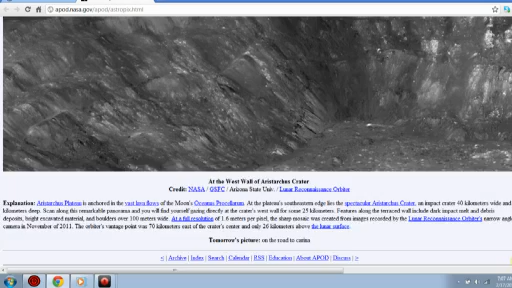 apod.nasa.gov/apod/astropix.html
At the West Wall of Aristarchus Crater
Credit: NASA / GSFC / Arizona State Univ. / Lunar Reconnaissance Orbiter
Explanation: Aristarchus Plateau is anchored in the vast lava flows of the Moon's Oceanus Procellarum. At the plateau's southeastern edge lies the spectacular Aristarchus Crater, an impact crater 40 kilometers wide and
kilometers deep. Scan along this remarkable panorama and you will find yourself gazing directly at the crater's west wall for some 25 kilometers. Features along the terraced wall include dark impact melt and debris
deposits, bright excavated material, and boulders over 100 meters wide. At a full resolution of 1.6 meters per pixel, the sharp mosaic was created from images recorded by the Lunar Reconnaissance Orbiter's narrow angle
camera in November of 2011. The orbiter's vantage point was 70 kilometers east of the crater's center and only 26 kilometers above the lunar surface.
Tomorrow's picture: on the road to carina
< | Archive | Index | Search | Calendar | RSS | Education | About APOD | Discuss | >